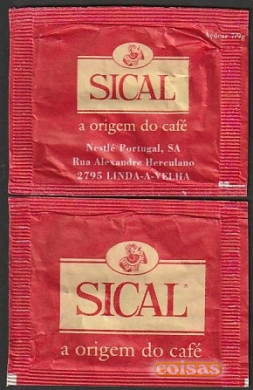 Açúcar 7/9g
SICAL
a origem do café
Nestlé Portugal, SA
Rua Alexandre Herculano
2795 LINDA-A-VELHA
SICAL
a origem do café
coisas